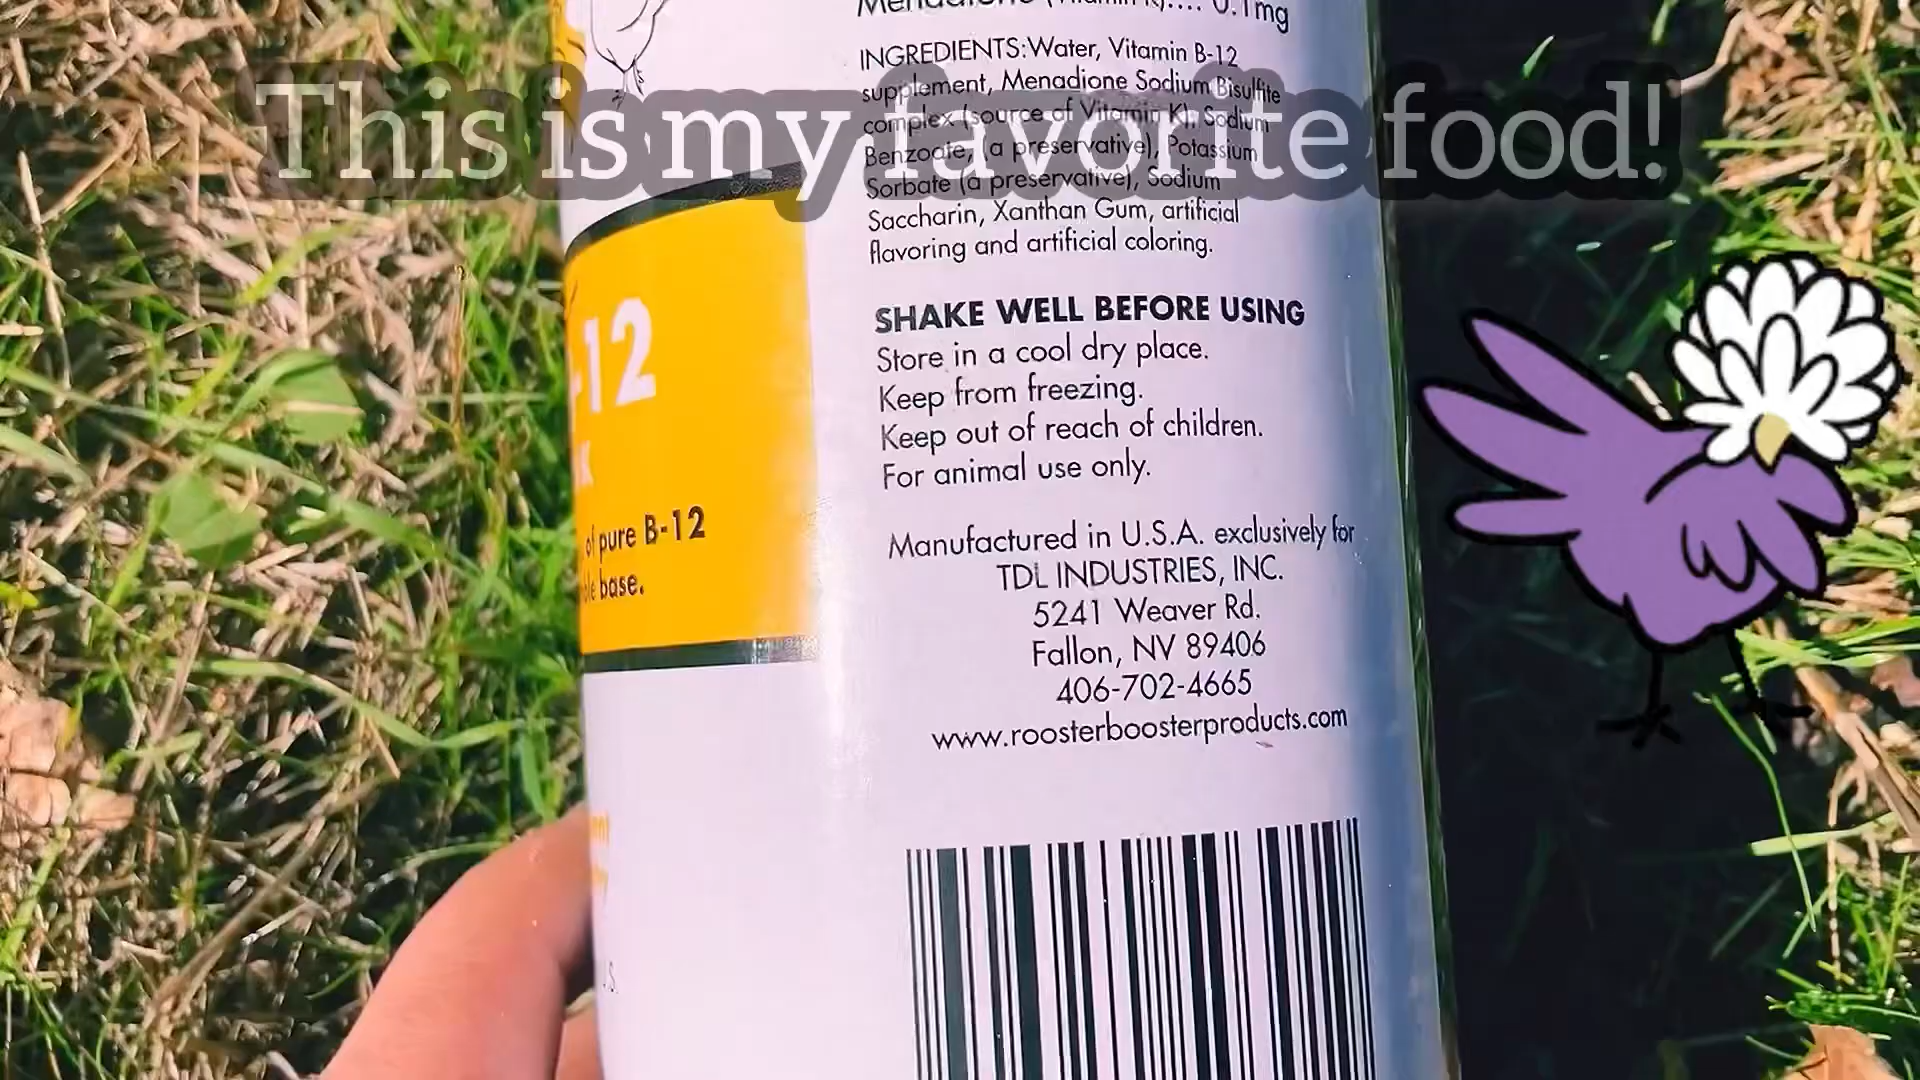 (Vitamin K).... 0.1mg
INGREDIENTS: Water, Vitamin B-12
supplement, Menadione Sodium Bisulfite
complex (source of Vitamin K), Sodium
Benzoate, (a preservative), Potassium
Sorbate (a preservative), Sodium
Saccharin, Xanthan Gum, artificial
flavoring and artificial coloring.
This is my favorite food!
SHAKE WELL BEFORE USING
Store in a cool dry place.
Keep from freezing.
Keep out of reach of children.
For animal use only.
Manufactured in U.S.A. exclusively for
TDL INDUSTRIES, INC.
5241 Weaver Rd.
Fallon, NV 89406
406-702-4665
www.roosterboosterproducts.com
-12
of pure B-12
base.